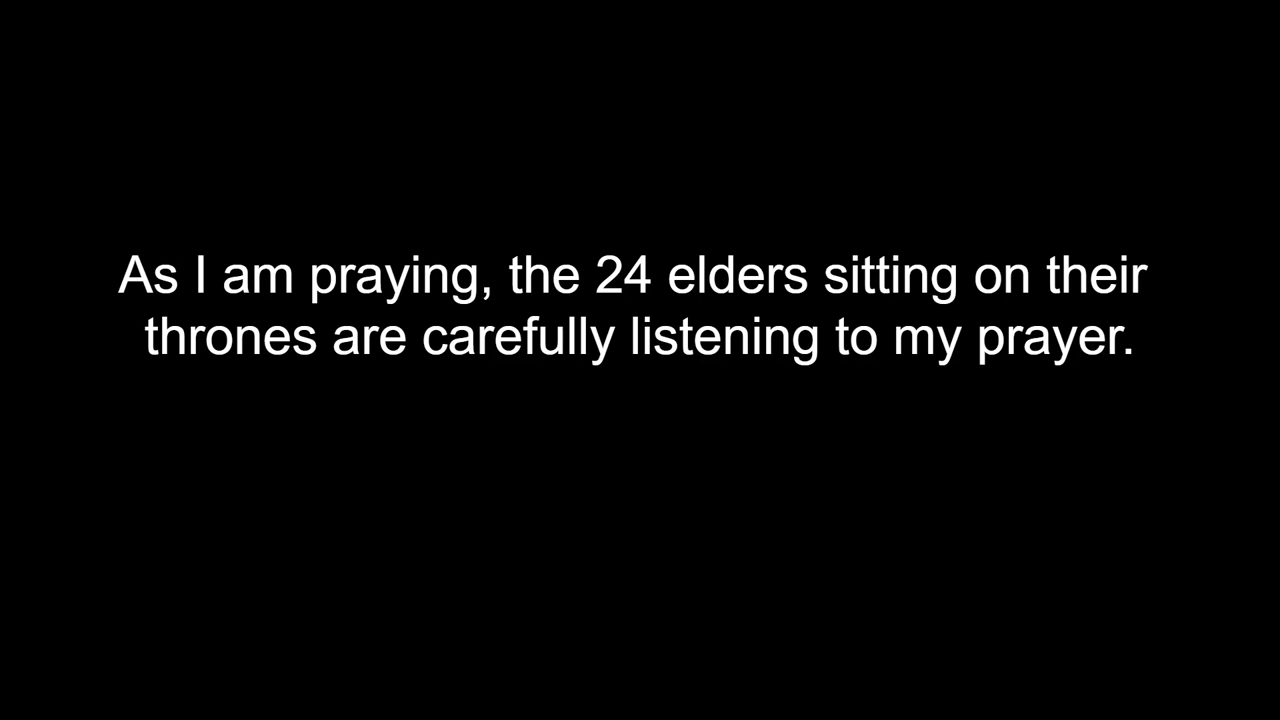 As I am praying, the 24 elders sitting on their
thrones are carefully listening to my prayer.